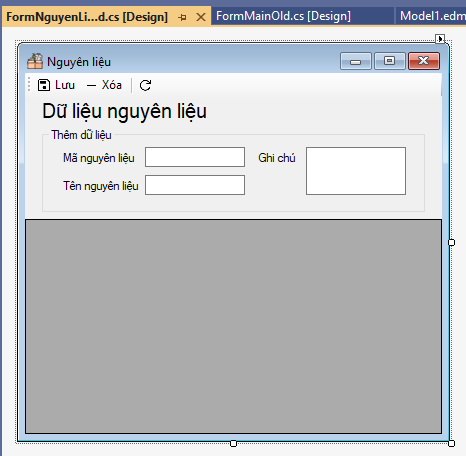 FormNguyenLi...d.cs [Design]
FormMainOld.cs [Design]
Model1.edm
Nguyên liệu
Lưu
Xóa
Dữ liệu nguyên liệu
Thêm dữ liệu
Mã nguyên liệu
Ghi chú
Tên nguyên liệu